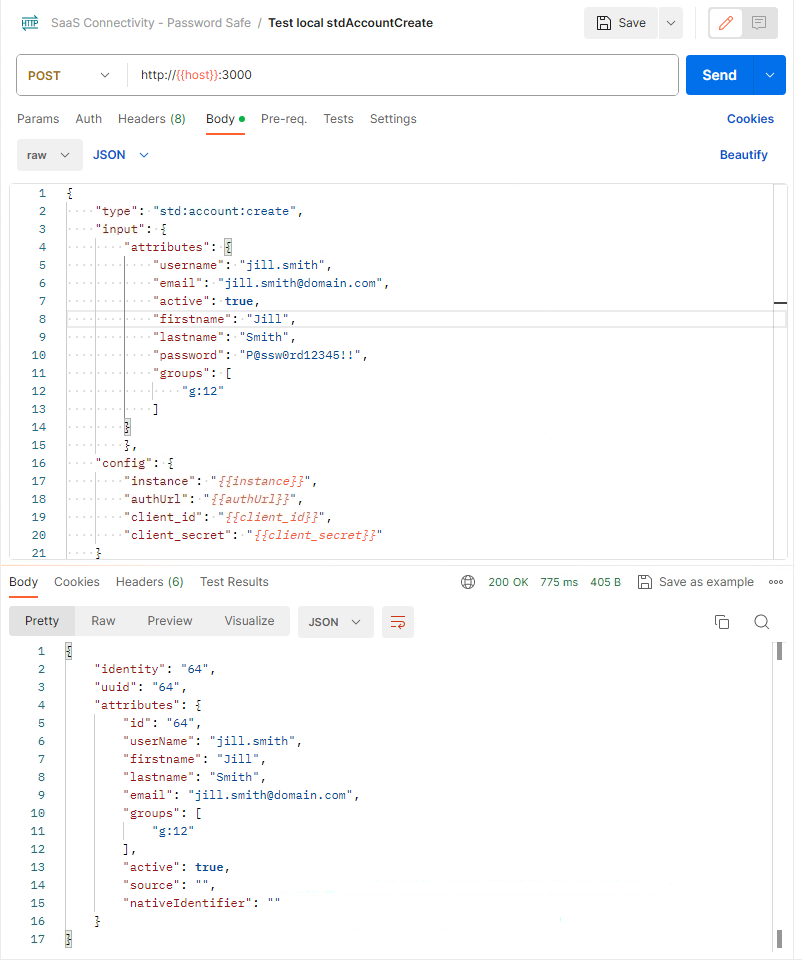 HTTP SaaS Connectivity - Password Safe / Test local stdAccountCreate Save
POST http://{{host}}:3000 Send
Params Auth Headers (8) Body Pre-req. Tests Settings Cookies
raw JSON Beautify
1 {
2 "type": "std:account:create",
3 "input": {
4 "attributes": {
5 "username": "jill.smith",
6 "email": "jill.smith@domain.com",
7 "active": true,
8 "firstname": "Jill",
9 "lastname": "Smith",
10 "password": "P@ssw0rd12345!!",
11 "groups": [
12 "g:12"
13 ]
14 }
15 },
16 "config": {
17 "instance": "{{instance}}",
18 "authUrl": "{{authUrl}}",
19 "client_id": "{{client_id}}",
20 "client_secret": "{{client_secret}}"
21 }
Body Cookies Headers (6) Test Results 200 OK 775 ms 405 B Save as example
Pretty Raw Preview Visualize JSON
1 {
2 "identity": "64",
3 "uuid": "64",
4 "attributes": {
5 "id": "64",
6 "userName": "jill.smith",
7 "firstname": "Jill",
8 "lastname": "Smith",
9 "email": "jill.smith@domain.com",
10 "groups": [
11 "g:12"
12 ],
13 "active": true,
14 "source": "",
15 "nativeIdentifier": ""
16 }
17 }